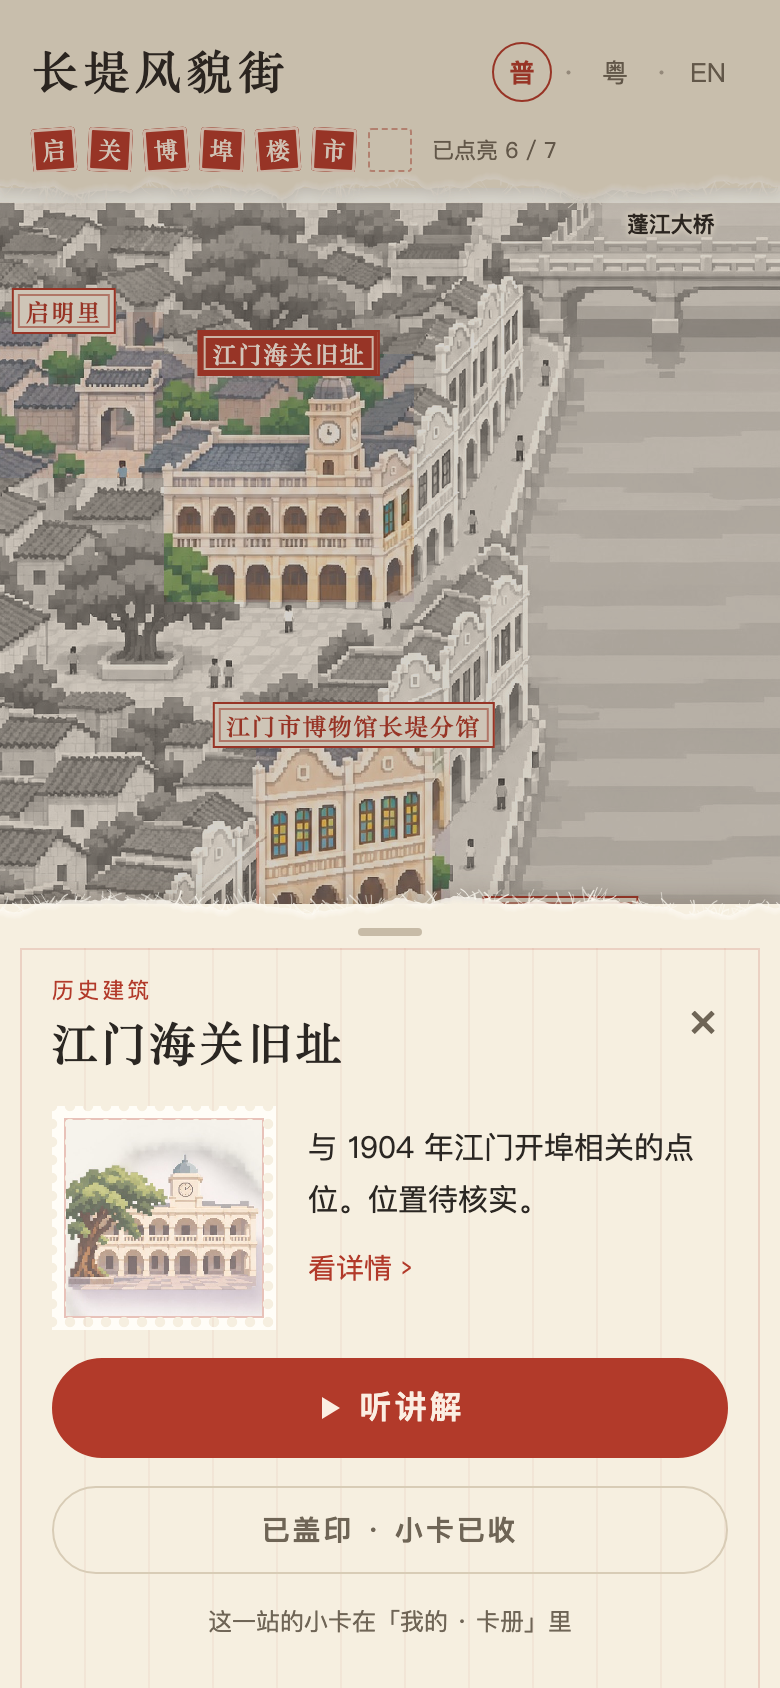 长堤风貌街
普 · 粤 · EN
启 关 博 埠 楼 市 已点亮 6 / 7
蓬江大桥
启明里
江门海关旧址
江门市博物馆长堤分馆
历史建筑
江门海关旧址
与 1904 年江门开埠相关的点
位。位置待核实。
看详情 ›
听讲解
已盖印 · 小卡已收
这一站的小卡在「我的 · 卡册」里